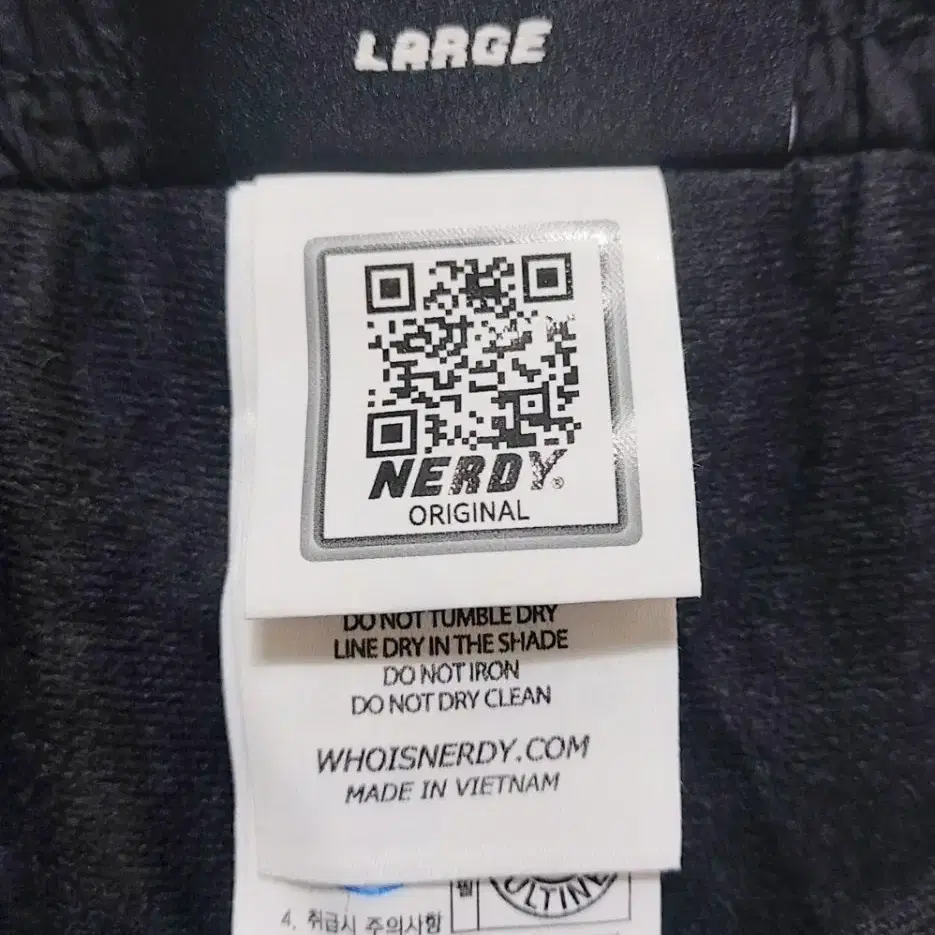 LARGE
NERDY®
ORIGINAL
DO NOT TUMBLE DRY
LINE DRY IN THE SHADE
DO NOT IRON
DO NOT DRY CLEAN
WHOISNERDY.COM
MADE IN VIETNAM
4. 취급시 주의사항